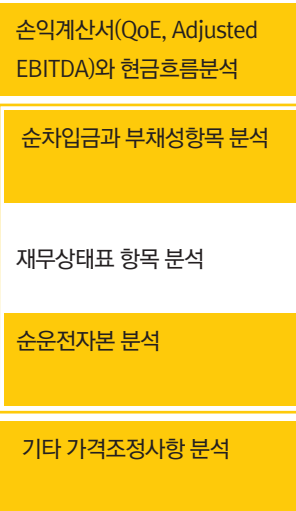 손익계산서(QoE, Adjusted
EBITDA)와 현금흐름분석
순차입금과 부채성항목 분석
재무상태표 항목 분석
순운전자본 분석
기타 가격조정사항 분석